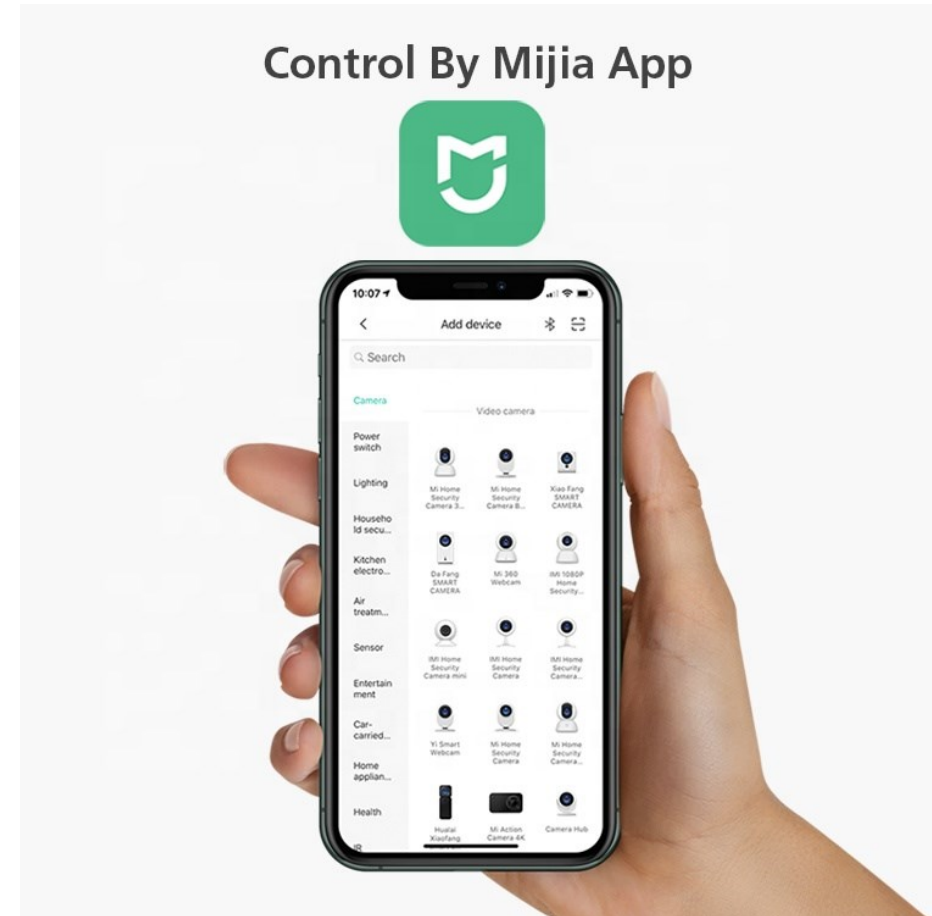 Control By Mijia App
10:07
Add device
Search
Camera
Video camera
Power
switch
Lighting
Househo
ld secu...
Kitchen
electro...
Air
treatm...
Sensor
Entertain
ment
Car-
carried...
Home
applian...
Health
IR
Mi Home
Security
Camera 3...
Mi Home
Security
Camera B...
Xiao Fang
SMART
CAMERA
Da Fang
SMART
CAMERA
Mi 360
Webcam
IMI 1080P
Home
Security...
IMI Home
Security
Camera mini
IMI Home
Security
Camera
IMI Home
Security
Camera...
Yi Smart
Webcam
Mi Home
Security
Camera
Mi Home
Security
Camera...
Hualai
Xiaofang
Mi Action
Camera 4K
Camera Hub